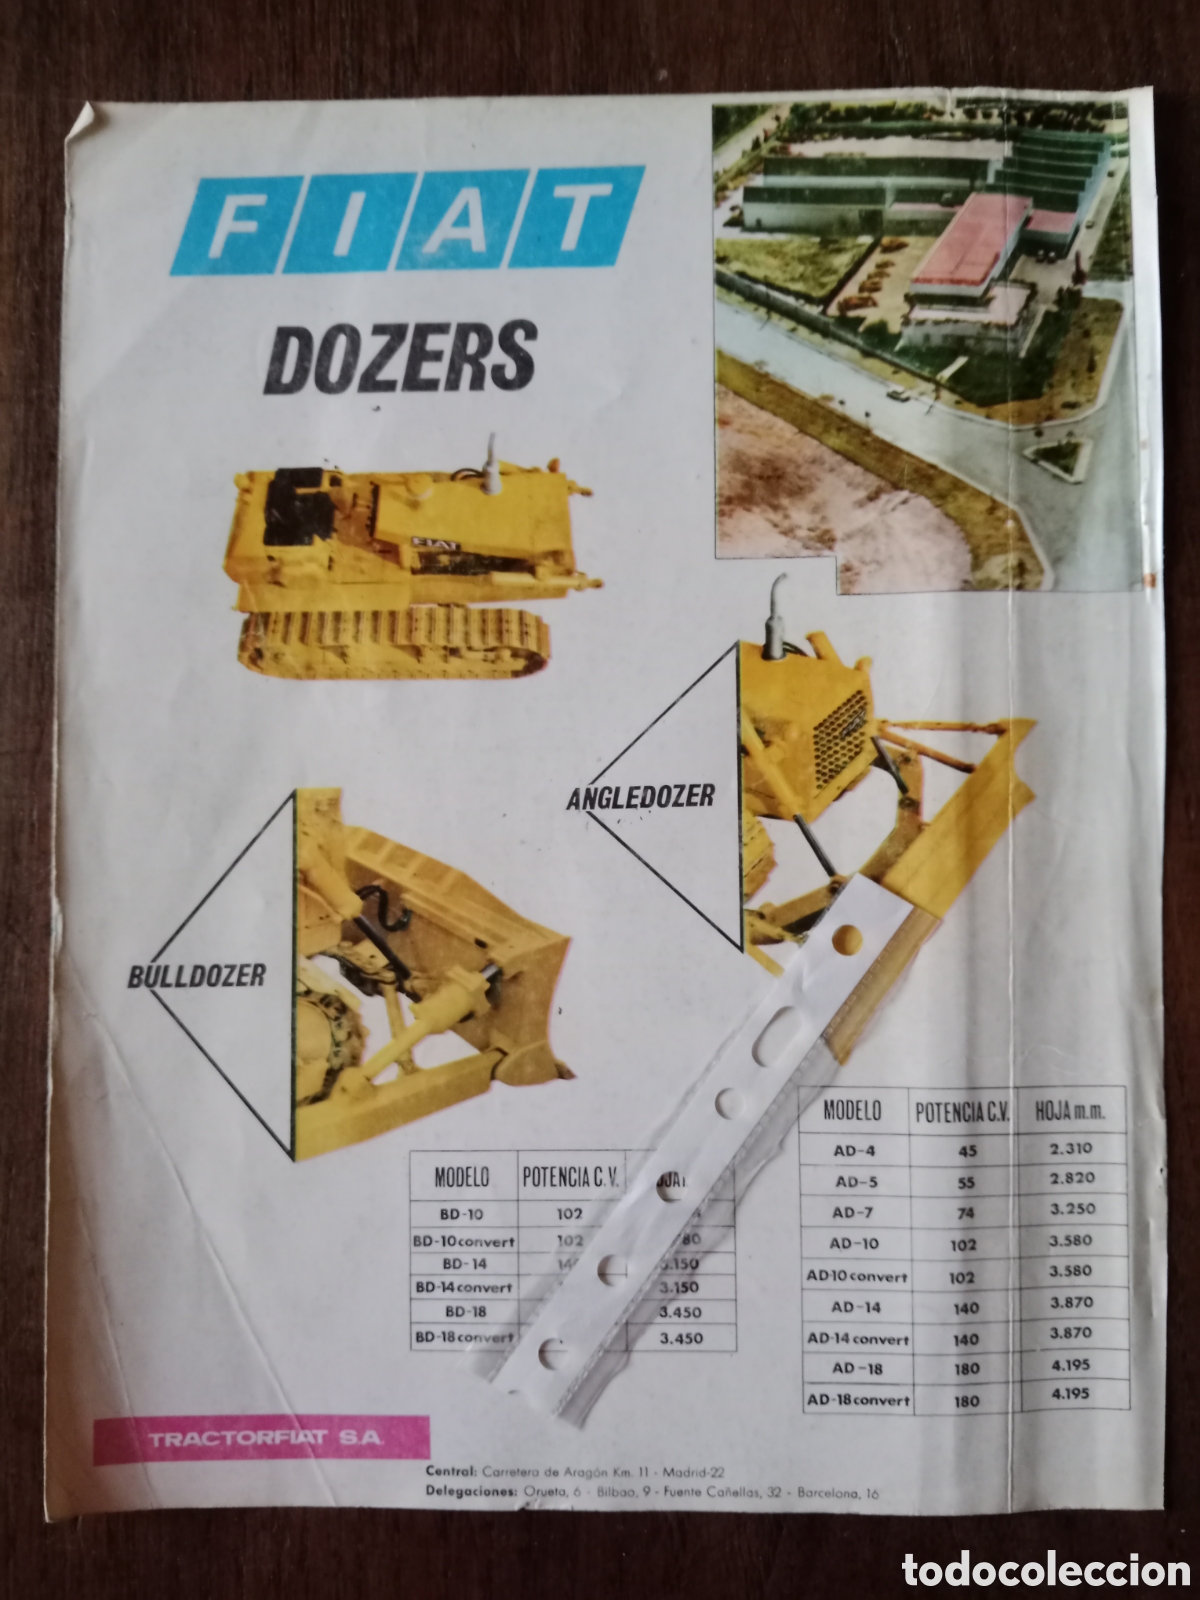 FIAT
DOZERS
FIAT
ANGLEDOZER
BULLDOZER
MODELO POTENCIA C.V. HOJA m.m.
AD-4 45 2.310
AD-5 55 2.820
AD-7 74 3.250
AD-10 102 3.580
AD-10 convert 102 3.580
AD-14 140 3.870
AD-14 convert 140 3.870
AD-18 180 4.195
AD-18 convert 180 4.195
MODELO POTENCIA C.V.
BD-10 102
BD-10 convert 102
BD-14 3.150
BD-14 convert 3.150
BD-18 3.450
BD-18 convert 3.450
TRACTORFIAT S.A.
Central: Carretera de Aragón Km. 11 - Madrid-22
Delegaciones: Orueta, 6 - Bilbao, 9 - Fuente Cañellas, 32 - Barcelona, 16
todocoleccion